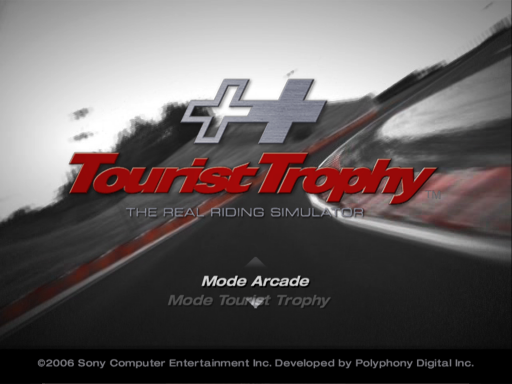 Tourist Trophy™
THE REAL RIDING SIMULATOR
Mode Arcade
Mode Tourist Trophy
©2006 Sony Computer Entertainment Inc. Developed by Polyphony Digital Inc.